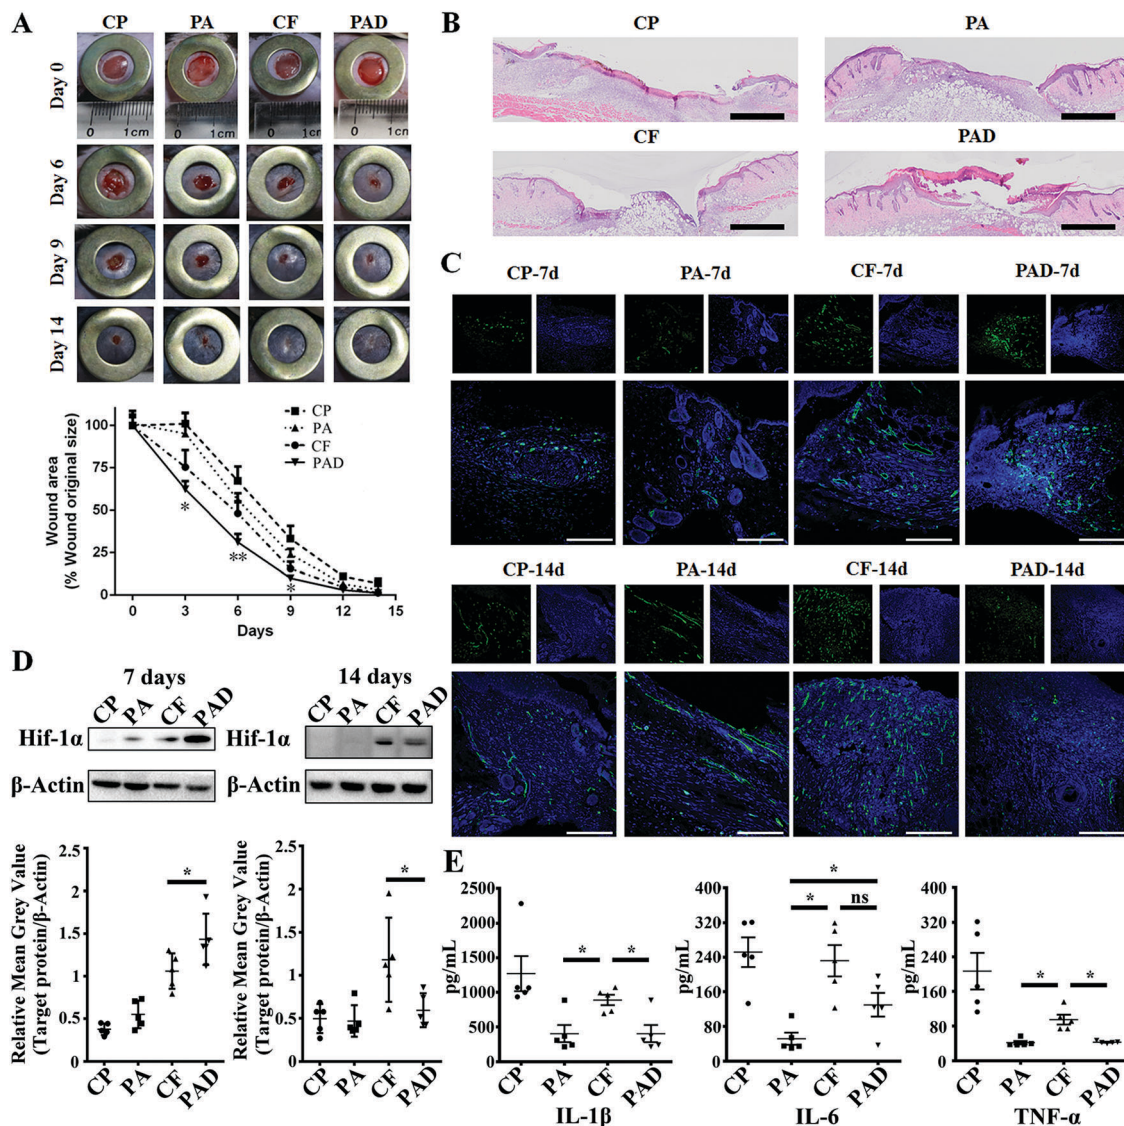 A
CP PA CF PAD
Day 0
0 1cm 0 1cm 0 1cm 0 1cm
Day 6
Day 9
Day 14
Wound area
(% Wound original size)
100
75
50
25
0
CP
PA
CF
PAD
*
**
*
0 3 6 9 12 15
Days
B
CP PA
CF PAD
C
CP-7d PA-7d CF-7d PAD-7d
CP-14d PA-14d CF-14d PAD-14d
D
7 days 14 days
CP PA CF PAD CP PA CF PAD
Hif-1α Hif-1α
β-Actin β-Actin
Relative Mean Grey Value
(Target protein/β-Actin)
2.5
2
1.5
1
0.5
0
*
CP PA CF PAD
Relative Mean Grey Value
(Target protein/β-Actin)
2.5
2
1.5
1
0.5
0
*
CP PA CF PAD
E
pg/mL
2500
2000
1500
1000
500
0
* *
CP PA CF PAD
IL-1β
pg/mL
400
320
240
160
80
0
*
* ns
CP PA CF PAD
IL-6
pg/mL
400
320
240
160
80
0
* *
CP PA CF PAD
TNF-α